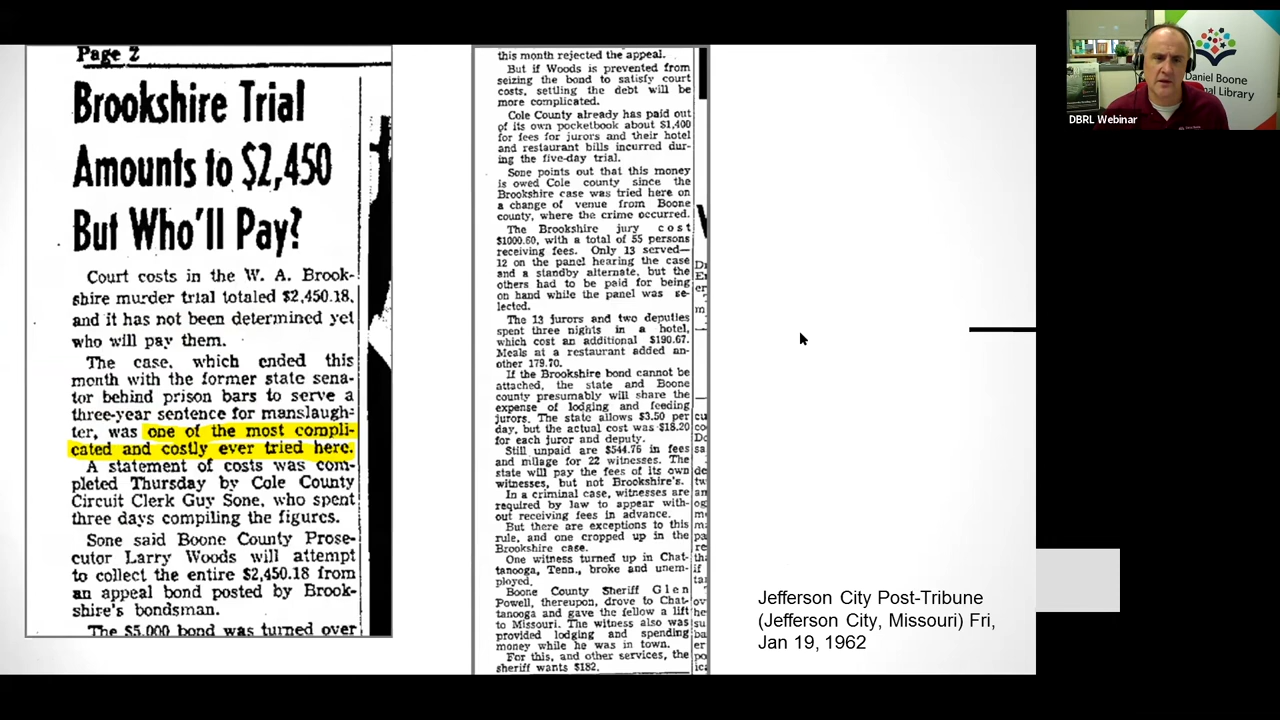 Page 2
Brookshire Trial
Amounts to $2,450
But Who'll Pay?
Court costs in the W. A. Brook-
shire murder trial totaled $2,450.18,
and it has not been determined yet
who will pay them.
The case, which ended this
month with the former state sena-
tor behind prison bars to serve a
three-year sentence for manslaugh-
ter, was one of the most compli-
cated and costly ever tried here.
A statement of costs was com-
pleted Thursday by Cole County
Circuit Clerk Guy Sone, who spent
three days compiling the figures.
Sone said Boone County Prose-
cutor Larry Woods will attempt
to collect the entire $2,450.18 from
an appeal bond posted by Brook-
shire's bondsman.
The $5,000 bond was turned over
this month rejected the appeal.
But if Woods is prevented from
seizing the bond to satisfy court
costs, settling the debt will be
more complicated.
Cole County already has paid out
of its own pocketbook about $1,400
for fees for jurors and their hotel
and restaurant bills incurred dur-
ing the five-day trial.
Sone points out that this money
is owed Cole county since the
Brookshire case was tried here on
a change of venue from Boone
county, where the crime occurred.
The Brookshire jury cost
$1000.60, with a total of 55 persons
receiving fees. Only 13 served—
12 on the panel hearing the case
and a standby alternate, but the
others had to be paid for being
on hand while the panel was se-
lected.
The 13 jurors and two deputies
spent three nights in a hotel,
which cost an additional $190.67.
Meals at a restaurant added an-
other 179.70.
If the Brookshire bond cannot be
attached, the state and Boone
county presumably will share the
expense of lodging and feeding
jurors. The state allows $3.50 per
day, but the actual cost was $18.20
for each juror and deputy.
Still unpaid are $544.76 in fees
and milage for 22 witnesses. The
state will pay the fees of its own
witnesses, but not Brookshire's.
In a criminal case, witnesses are
required by law to appear with-
out receiving fees in advance.
But there are exceptions to this
rule, and one cropped up in the
Brookshire case.
One witness turned up in Chat-
tanooga, Tenn., broke and unem-
ployed.
Boone County Sheriff Glen
Powell, thereupon, drove to Chat-
tanooga and gave the fellow a lift
to Missouri. The witness also was
provided lodging and spending
money while he was in town.
For this, and other services, the
sheriff wants $182.
Jefferson City Post-Tribune
(Jefferson City, Missouri) Fri,
Jan 19, 1962
Daniel Boone
Library
DBRL Webinar